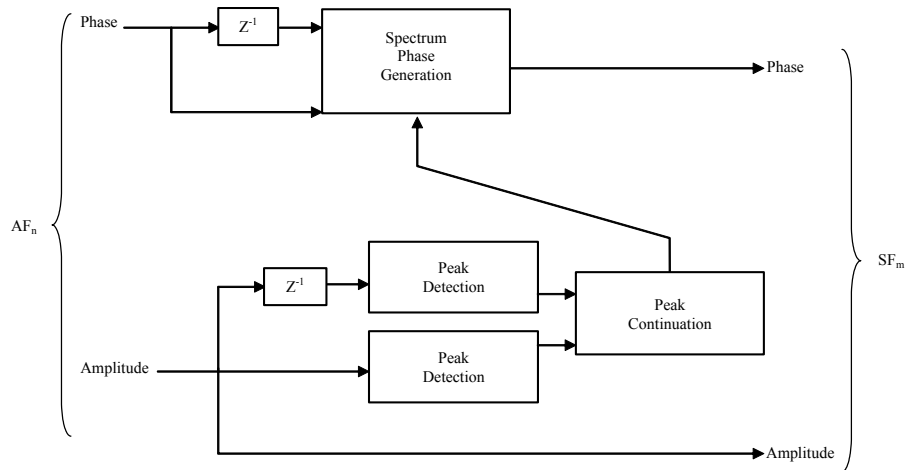 Phase
Z-1
Spectrum
Phase
Generation
Phase
AFn
SFm
Z-1
Peak
Detection
Peak
Continuation
Amplitude
Peak
Detection
Amplitude